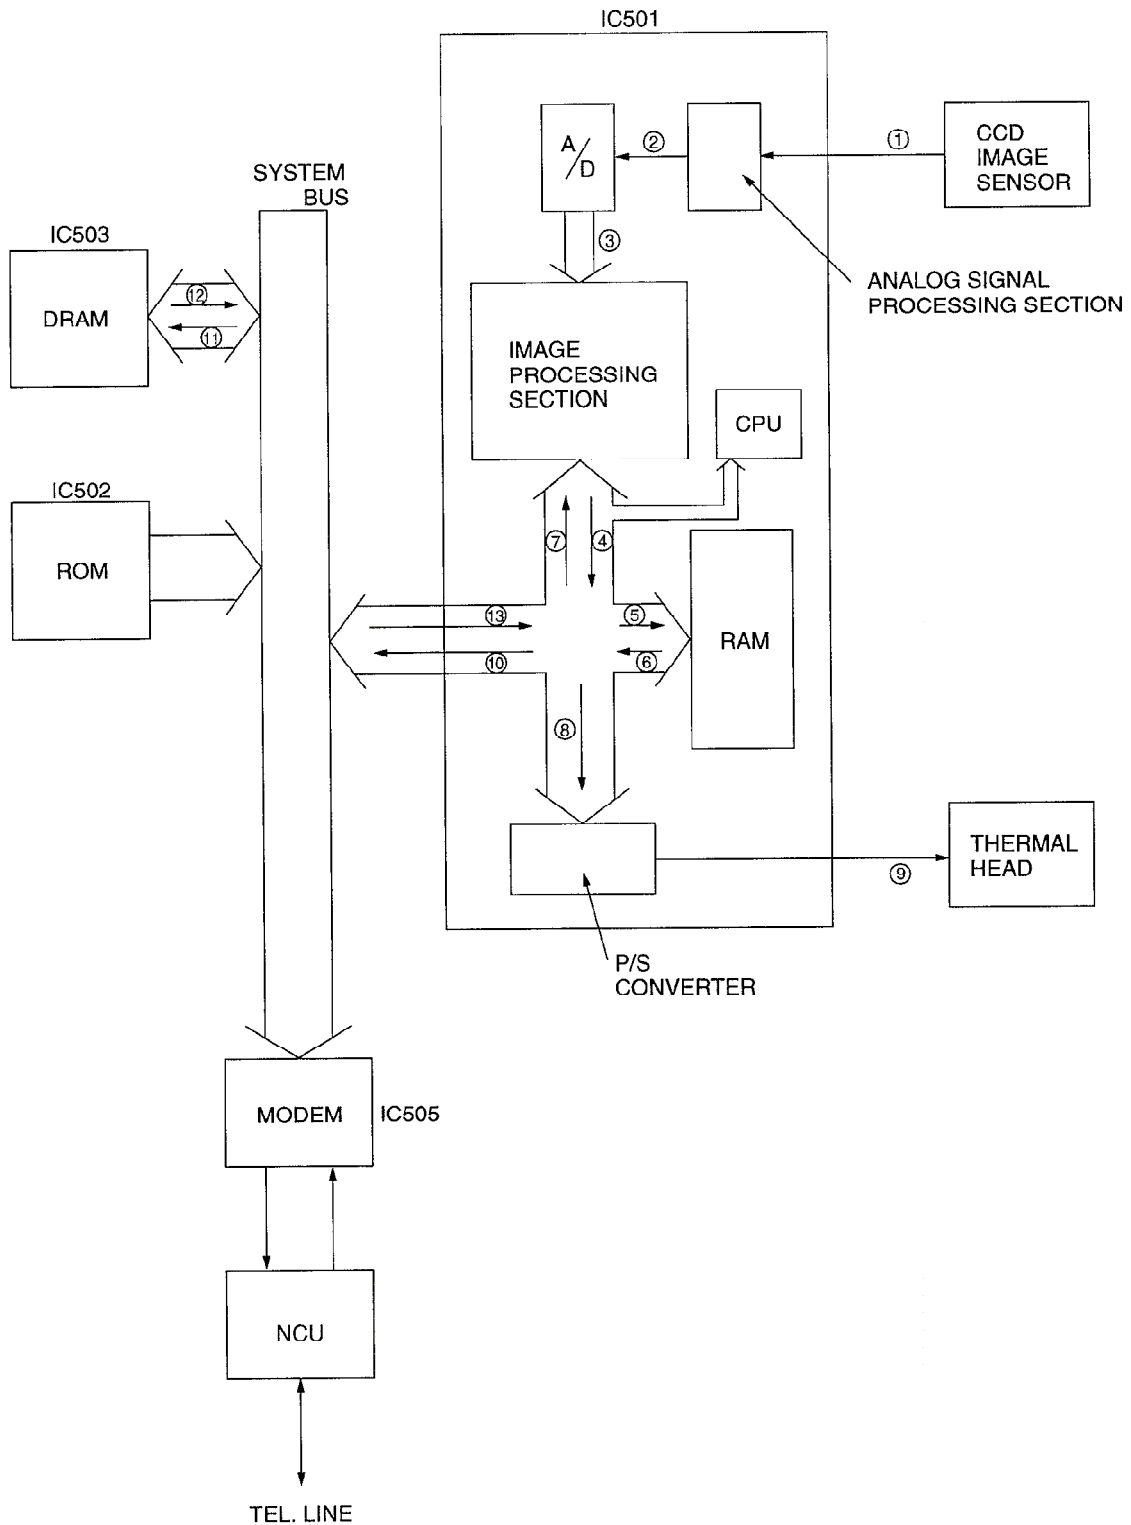 IC501
A/D
②
①
CCD
IMAGE
SENSOR
SYSTEM
BUS
③
IC503
DRAM
⑫
⑪
ANALOG SIGNAL
PROCESSING SECTION
IMAGE
PROCESSING
SECTION
CPU
IC502
ROM
⑦
④
⑬
⑤
⑩
⑥
RAM
⑧
THERMAL
HEAD
⑨
P/S
CONVERTER
MODEM
IC505
NCU
TEL. LINE